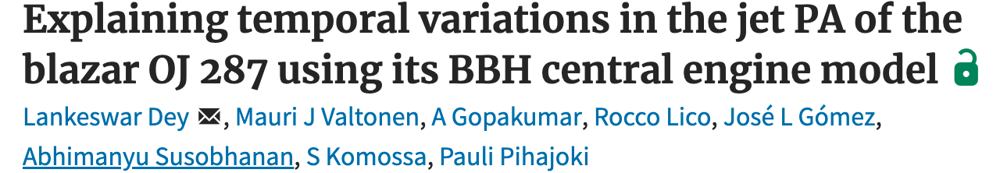 Explaining temporal variations in the jet PA of the
blazar OJ 287 using its BBH central engine model
Lankeswar Dey, Mauri J Valtonen, A Gopakumar, Rocco Lico, José L Gómez,
Abhimanyu Susobhanan, S Komossa, Pauli Pihajoki